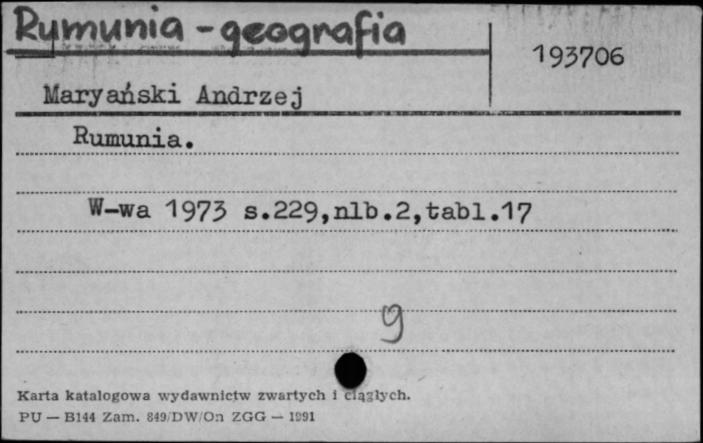 Rumunia - geografia
193706
Maryański Andrzej
Rumunia.
W-wa 1973 s.229,nlb.2,tabl.17
g
Karta katalogowa wydawnictw zwartych i ciągłych.
PU — B144 Zam. 849/DW/On ZGG — 1991